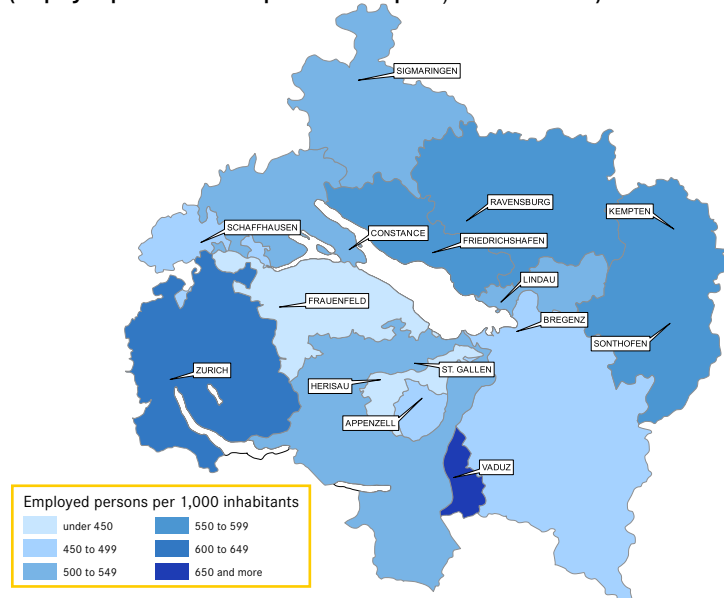 SIGMARINGEN
RAVENSBURG
KEMPTEN
SCHAFFHAUSEN
CONSTANCE
FRIEDRICHSHAFEN
LINDAU
FRAUENFELD
BREGENZ
SONTHOFEN
ZURICH
ST. GALLEN
HERISAU
APPENZELL
VADUZ
Employed persons per 1,000 inhabitants
under 450
450 to 499
500 to 549
550 to 599
600 to 649
650 and more